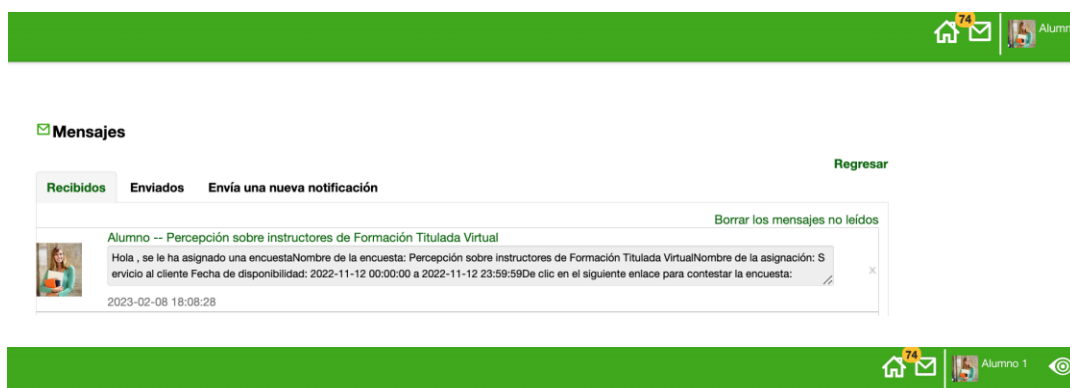 74
Alumn
Mensajes
Regresar
Recibidos Enviados Envía una nueva notificación
Borrar los mensajes no leídos
Alumno -- Percepción sobre instructores de Formación Titulada Virtual
Hola , se le ha asignado una encuestaNombre de la encuesta: Percepción sobre instructores de Formación Titulada VirtualNombre de la asignación: S
ervicio al cliente Fecha de disponibilidad: 2022-11-12 00:00:00 a 2022-11-12 23:59:59De clic en el siguiente enlace para contestar la encuesta:
x
2023-02-08 18:08:28
74
Alumno 1